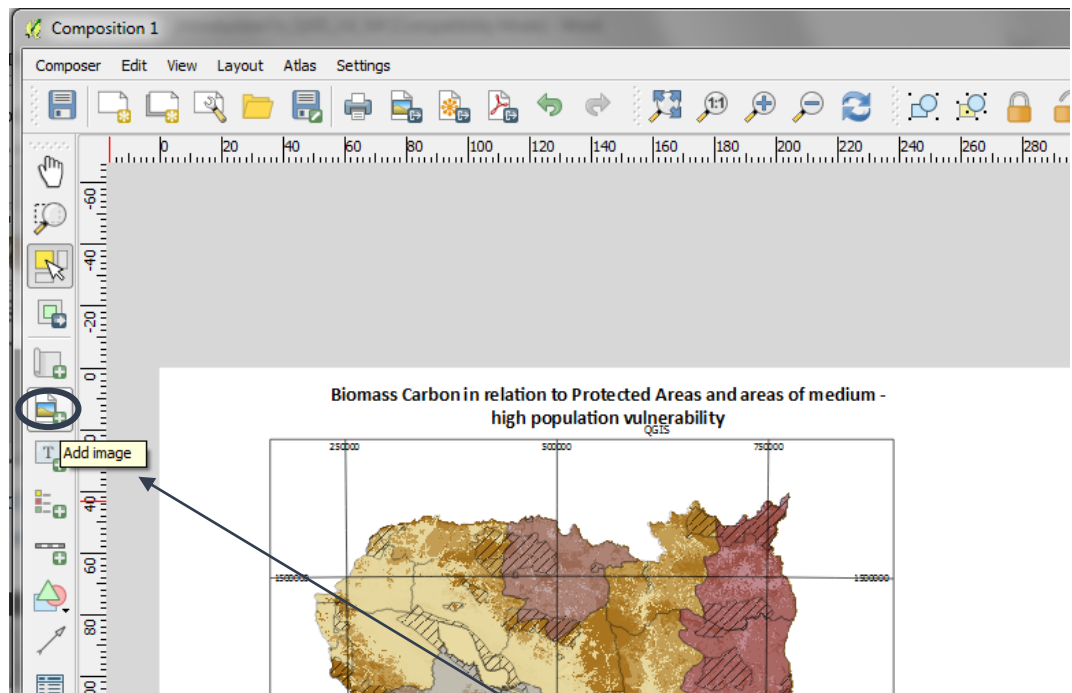 Composition 1
Composer Edit View Layout Atlas Settings
1:1
0 20 40 60 80 100 120 140 160 180 200 220 240 260 280
-60
-40
-20
0
Biomass Carbon in relation to Protected Areas and areas of medium -
high population vulnerability
QGIS
250000 500000 750000
T Add image
40
1500000 1500000
60
80